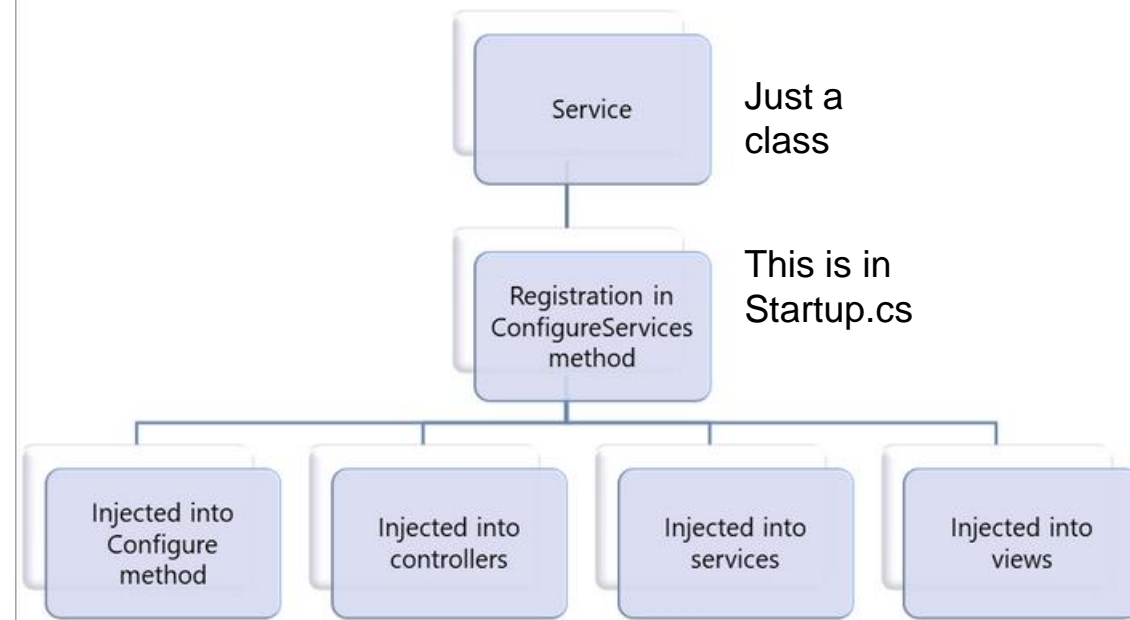 Service
Just a
class
Registration in
ConfigureServices
method
This is in
Startup.cs
Injected into
Configure
method
Injected into
controllers
Injected into
services
Injected into
views